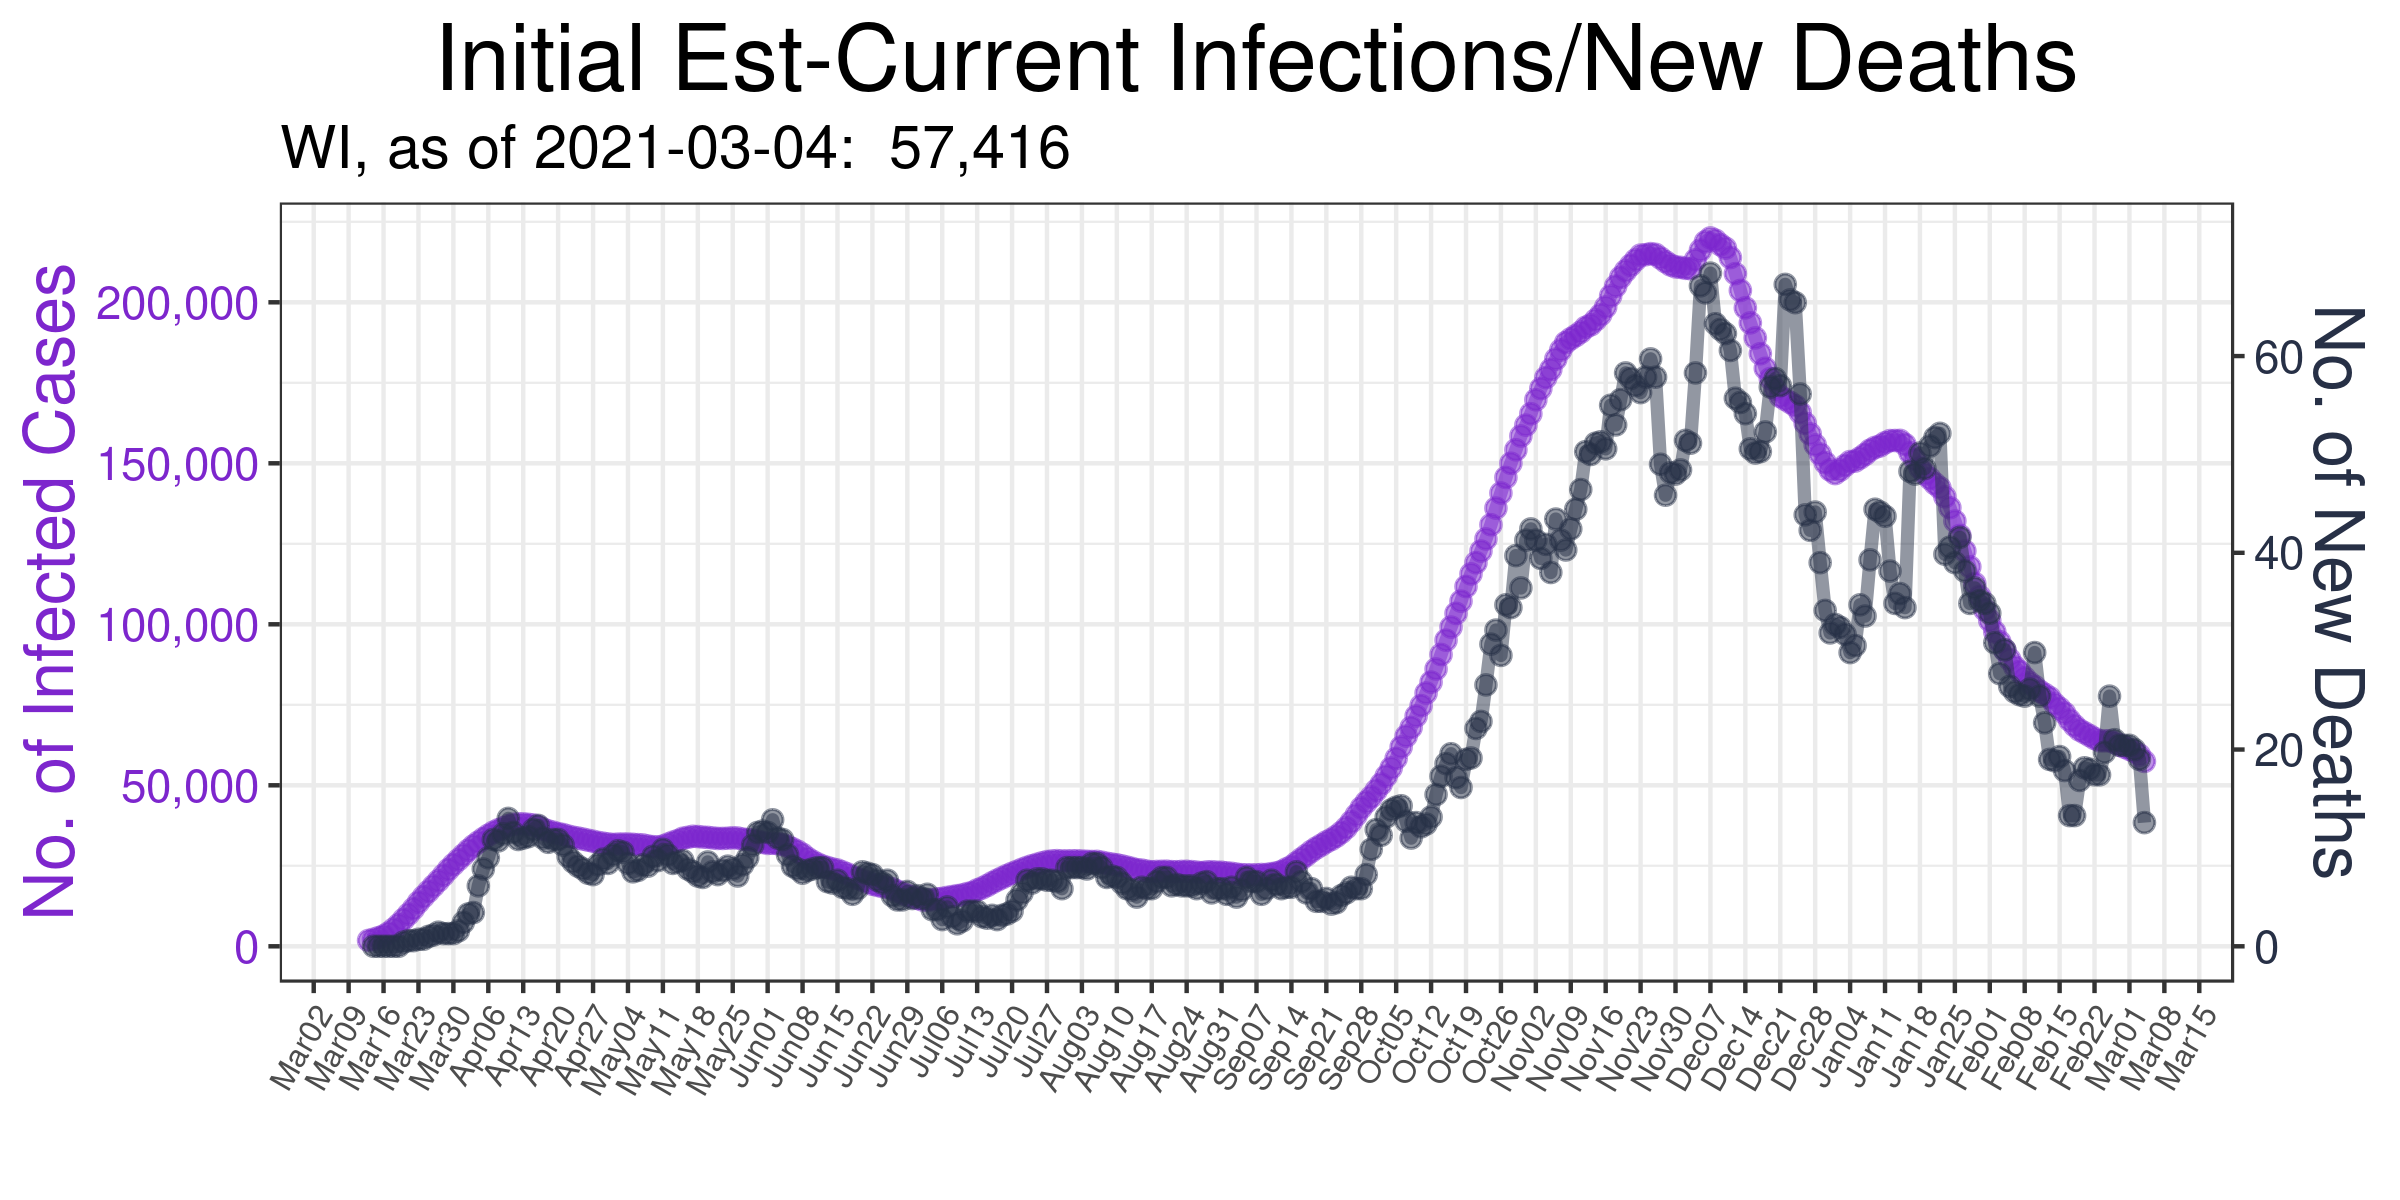 Initial Est-Current Infections/New Deaths
WI, as of 2021-03-04: 57,416
No. of Infected Cases
200,000
150,000
100,000
50,000
0
60
40
20
0
No. of New Deaths
Mar02
Mar09
Mar16
Mar23
Mar30
Apr06
Apr13
Apr20
Apr27
May04
May11
May18
May25
Jun01
Jun08
Jun15
Jun22
Jun29
Jul06
Jul13
Jul20
Jul27
Aug03
Aug10
Aug17
Aug24
Aug31
Sep07
Sep14
Sep21
Sep28
Oct05
Oct12
Oct19
Oct26
Nov02
Nov09
Nov16
Nov23
Nov30
Dec07
Dec14
Dec21
Dec28
Jan04
Jan11
Jan18
Jan25
Feb01
Feb08
Feb15
Feb22
Mar01
Mar08
Mar15